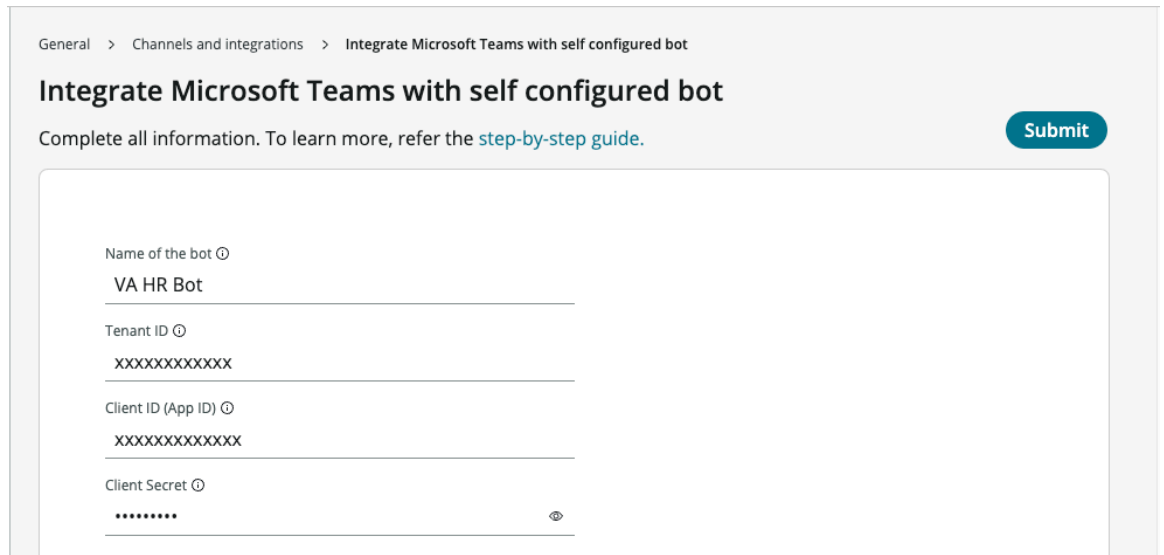 General > Channels and integrations > Integrate Microsoft Teams with self configured bot
Integrate Microsoft Teams with self configured bot
Complete all information. To learn more, refer the step-by-step guide.
Submit
Name of the bot
VA HR Bot
Tenant ID
xxxxxxxxxxxx
Client ID (App ID)
xxxxxxxxxxxxx
Client Secret
•••••••••